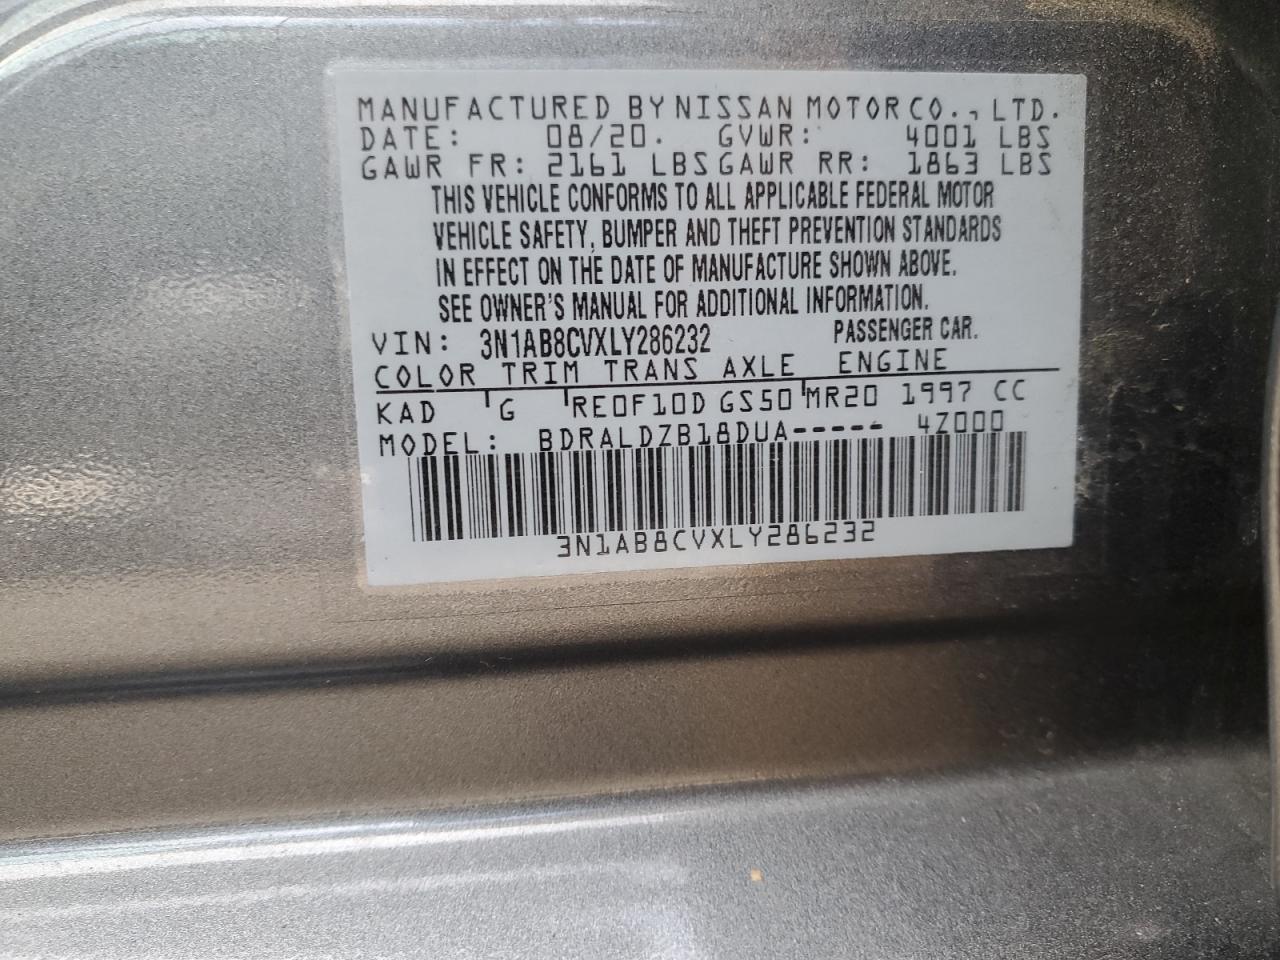 MANUFACTURED BY NISSAN MOTOR CO., LTD.
DATE: 08/20. GVWR: 4001 LBS
GAWR FR: 2161 LBS GAWR RR: 1863 LBS
THIS VEHICLE CONFORMS TO ALL APPLICABLE FEDERAL MOTOR
VEHICLE SAFETY, BUMPER AND THEFT PREVENTION STANDARDS
IN EFFECT ON THE DATE OF MANUFACTURE SHOWN ABOVE.
SEE OWNER'S MANUAL FOR ADDITIONAL INFORMATION.
VIN: 3N1AB8CVXLY286232 PASSENGER CAR.
COLOR TRIM TRANS AXLE ENGINE
KAD G RE0F10D GS50 MR20 1997 CC
MODEL: BDRALDZB18DUA----- 4Z000
3N1AB8CVXLY286232